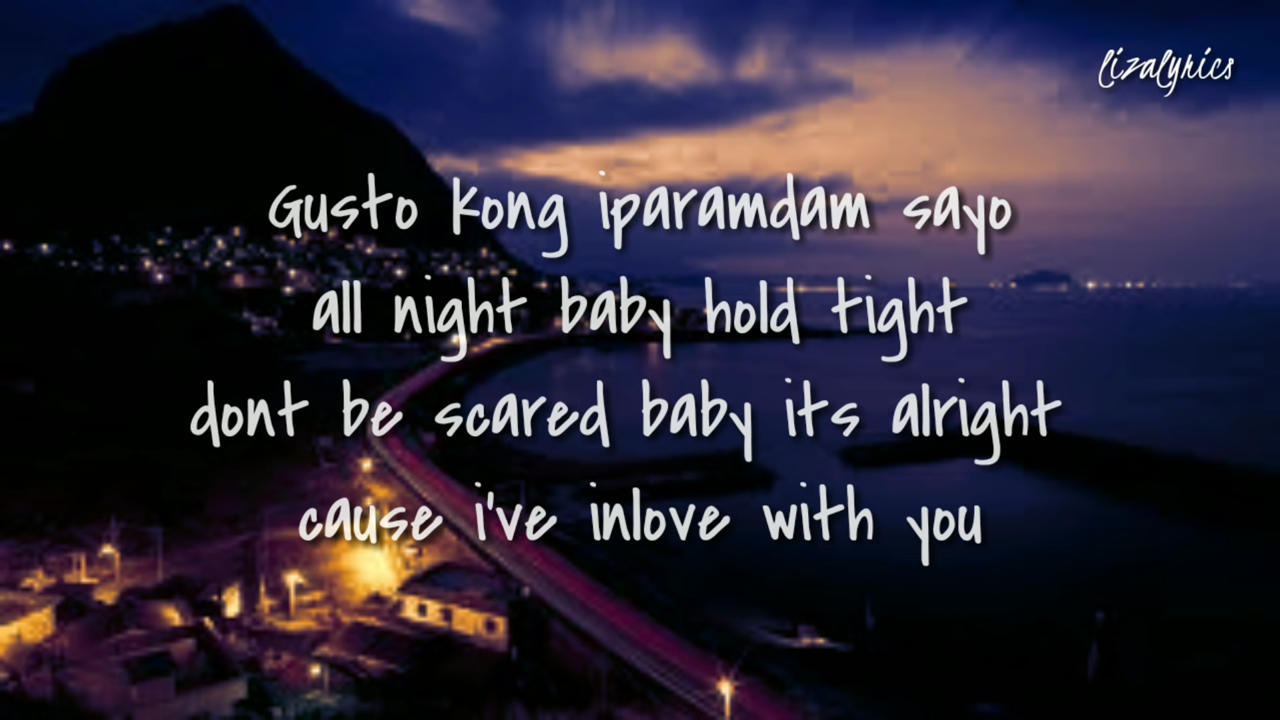 lizalyrics
Gusto kong iparamdam sayo
all night baby hold tight
dont be scared baby its alright
cause i've inlove with you